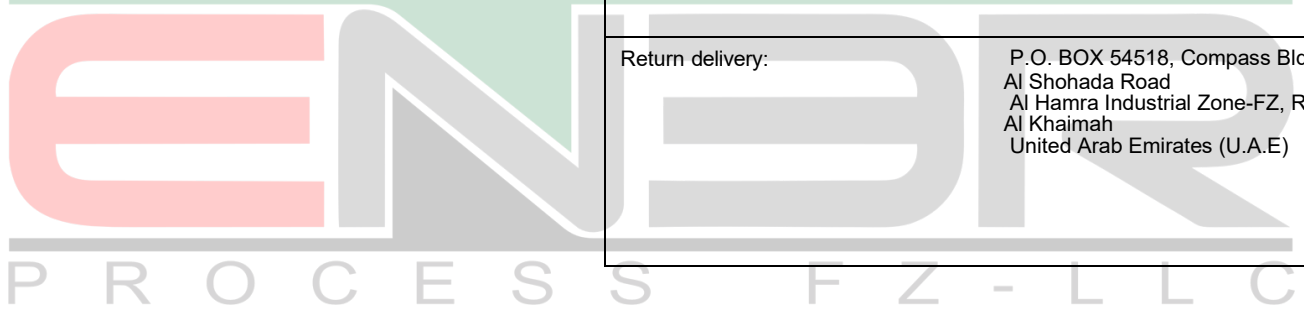 Return delivery:
P.O. BOX 54518, Compass
Al Shohada Road
Al Hamra Industrial Zone-FZ,
Al Khaimah
United Arab Emirates (U.A.E)
ENER
PROCESS FZ-LLC